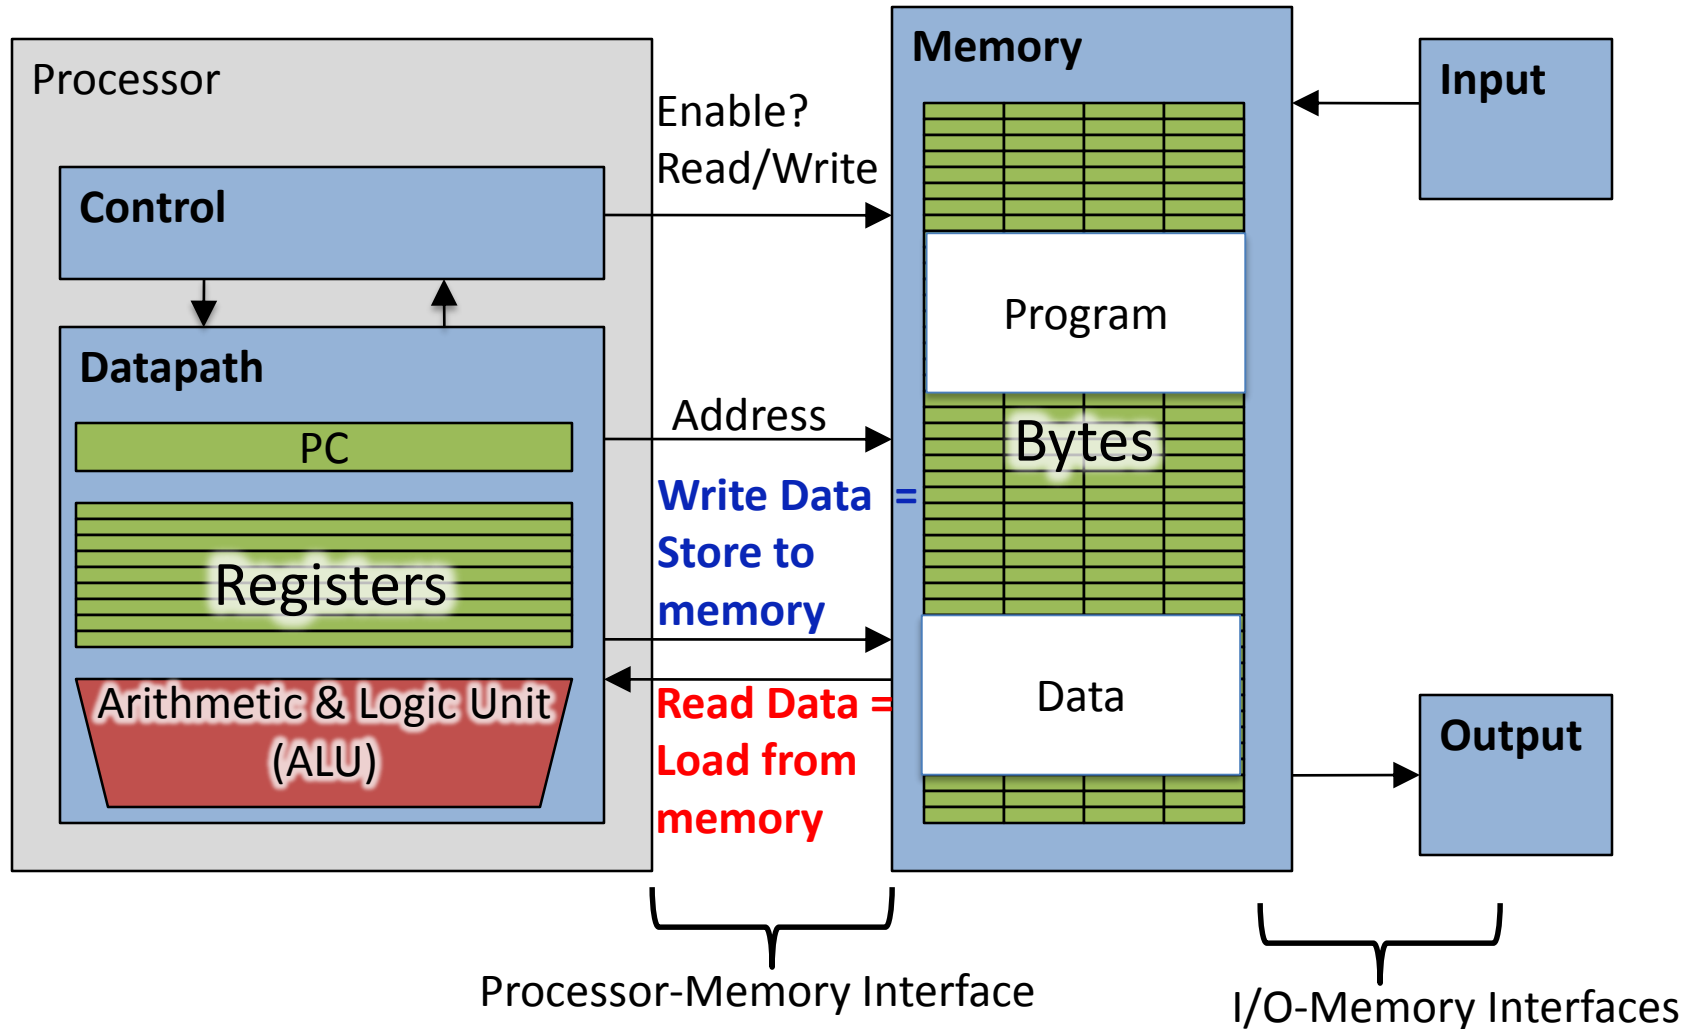 Processor
Control
Datapath
PC
Registers
Arithmetic & Logic Unit
(ALU)
Enable?
Read/Write
Address
Write Data =
Store to
memory
Read Data =
Load from
memory
Memory
Program
Bytes
Data
Input
Output
Processor-Memory Interface
I/O-Memory Interfaces